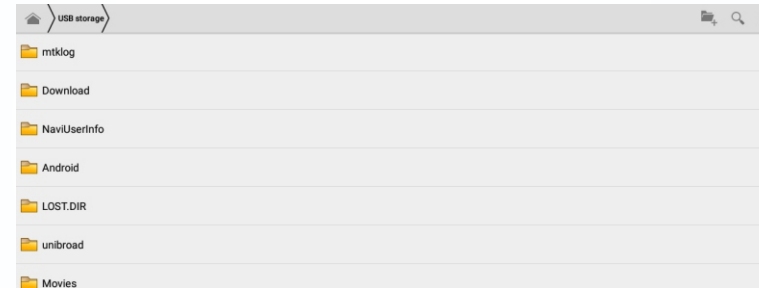 USB storage
mtklog
Download
NaviUserInfo
Android
LOST.DIR
unibroad
Movies